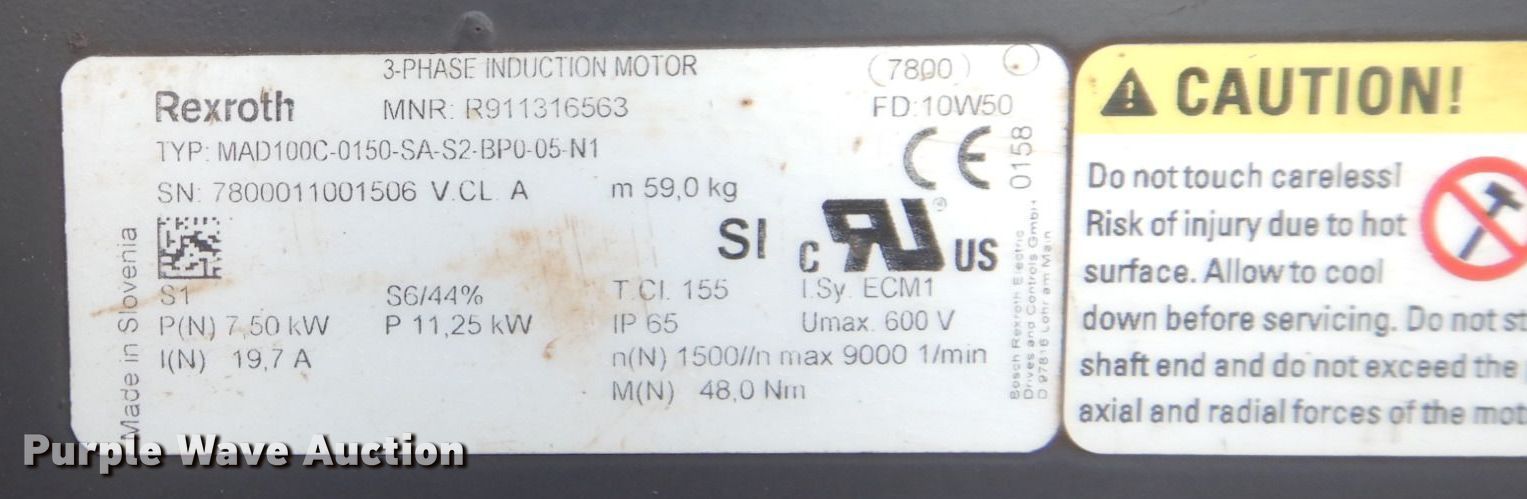 3-PHASE INDUCTION MOTOR (7800)
Rexroth MNR: R911316563 FD: 10W50
TYP: MAD100C-0150-SA-S2-BP0-05-N1 CE
SN: 7800011001506 V.CL. A m 59,0 kg 0158
SI c RU ® US
S1 S6/44% T.Cl. 155 I.Sy. ECM1
P(N) 7,50 kW P 11,25 kW IP 65 Umax. 600 V
I(N) 19,7 A n(N) 1500//n max 9000 1/min
M(N) 48,0 Nm
Made in Slovenia
Bosch Rexroth Electric
Drives and Controls GmbH
D 97816 Lohr am Main
CAUTION!
Do not touch careless!
Risk of injury due to hot
surface. Allow to cool
down before servicing. Do not st
shaft end and do not exceed the
axial and radial forces of the mot
Purple Wave Auction